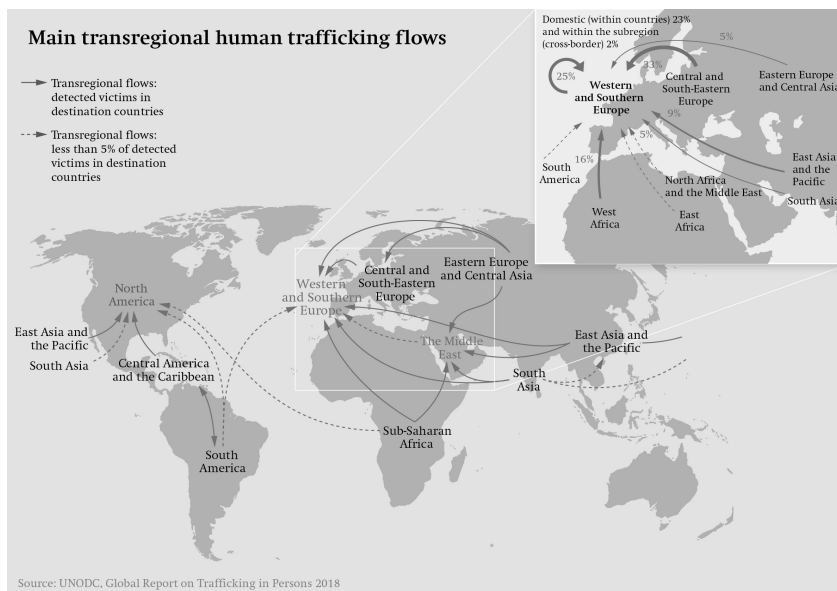 Main transregional human trafficking flows
Transregional flows:
detected victims in
destination countries
Transregional flows:
less than 5% of detected
victims in destination
countries
Domestic (within countries) 23%
and within the subregion
(cross-border) 2%
5%
33%
25%
Western
and Southern
Europe
Central and
South-Eastern
Europe
Eastern Europe
and Central Asia
9%
5%
16%
South
America
East Asia
and the
Pacific
North Africa
and the Middle East
South Asia
West
Africa
East
Africa
North
America
Western
and Southern
Europe
Central and
South-Eastern
Europe
Eastern Europe
and Central Asia
East Asia and
the Pacific
South Asia
Central America
and the Caribbean
The Middle
East
East Asia and
the Pacific
South
Asia
Sub-Saharan
Africa
South
America
Source: UNODC, Global Report on Trafficking in Persons 2018